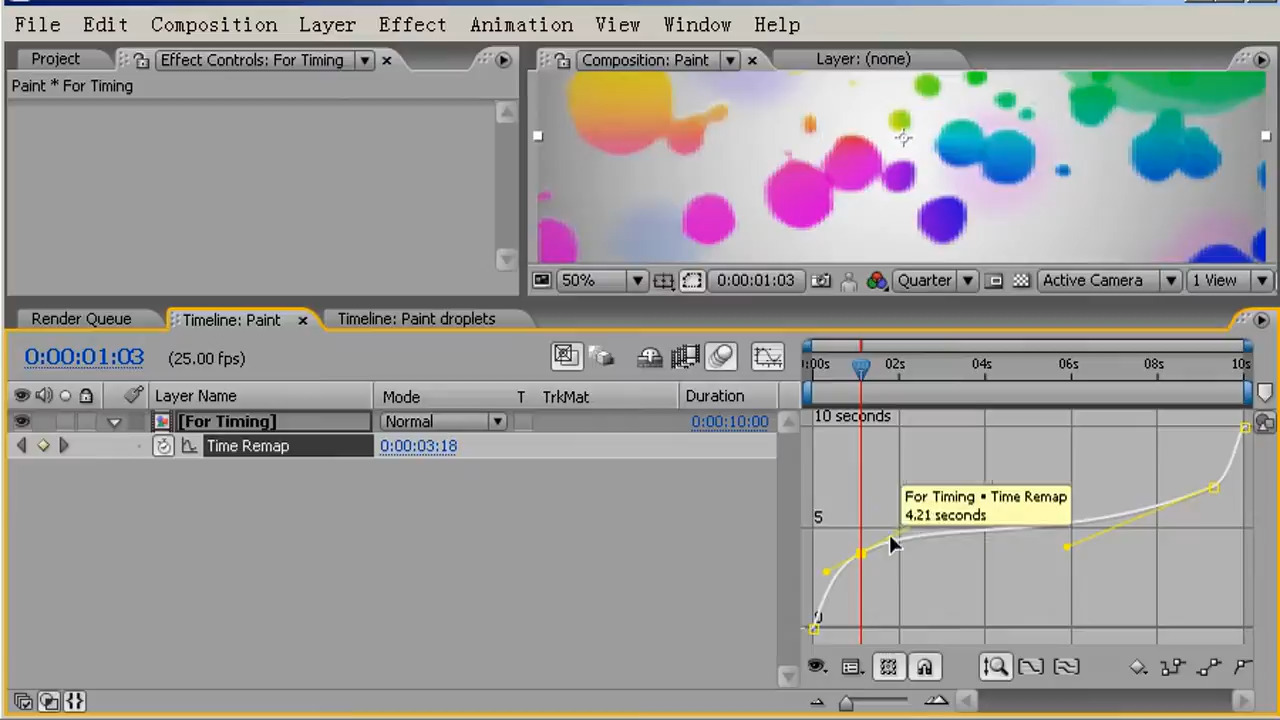 File Edit Composition Layer Effect Animation View Window Help
Project Effect Controls: For Timing Composition: Paint Layer: (none)
Paint * For Timing
50% 0:00:01:03 Quarter Active Camera 1 View
Render Queue Timeline: Paint Timeline: Paint droplets
0:00:01:03 (25.00 fps)
:00s 02s 04s 06s 08s 10s
Layer Name Mode T TrkMat Duration
[For Timing] Normal 0:00:10:00
10 seconds
Time Remap 0:00:03:18
For Timing • Time Remap
4.21 seconds
5
0